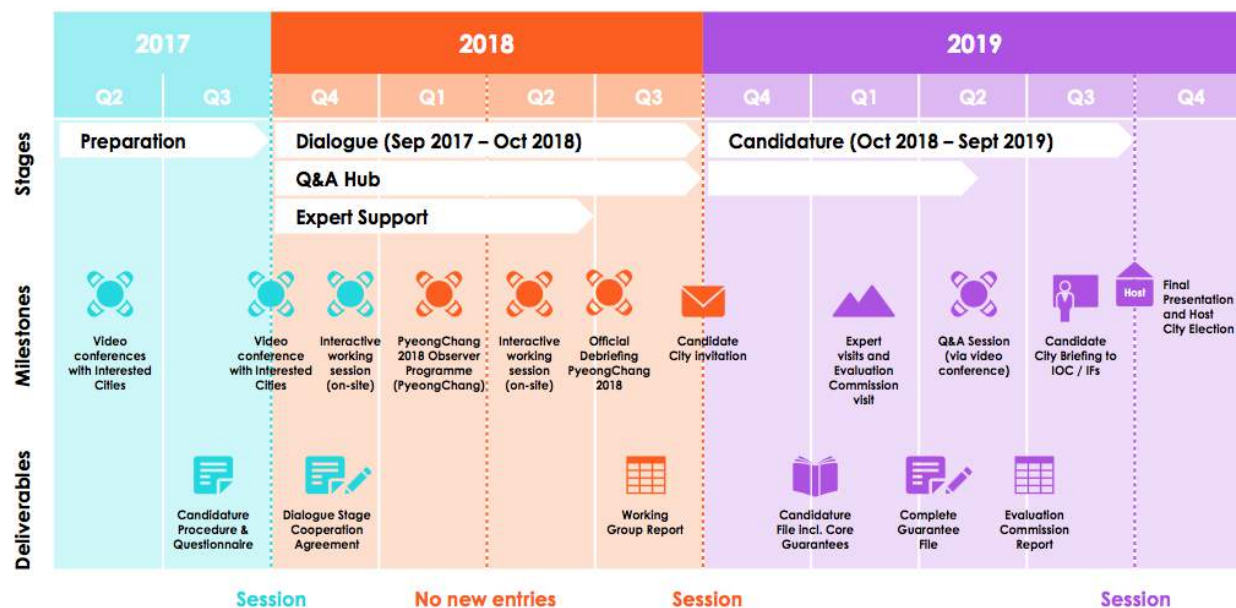 2017
2018
2019
Q2
Q3
Q4
Q1
Q2
Q3
Q4
Q1
Q2
Q3
Q4
Stages
Preparation
Dialogue (Sep 2017 – Oct 2018)
Candidature (Oct 2018 – Sept 2019)
Q&A Hub
Expert Support
Milestones
Video
conferences
with Interested
Cities
Video
conference
with Interested
Cities
Interactive
working
session
(on-site)
PyeongChang
2018 Observer
Programme
(PyeongChang)
Interactive
working
session
(on-site)
Official
Debriefing
PyeongChang
2018
Candidate
City invitation
Expert
visits and
Evaluation
Commission
visit
Q&A Session
(via video
conference)
Candidate
City Briefing to
IOC / IFs
Host
Final
Presentation
and Host
City Election
Deliverables
Candidature
Procedure &
Questionnaire
Dialogue Stage
Cooperation
Agreement
Working
Group Report
Candidature
File incl. Core
Guarantees
Complete
Guarantee
File
Evaluation
Commission
Report
Session
No new entries
Session
Session